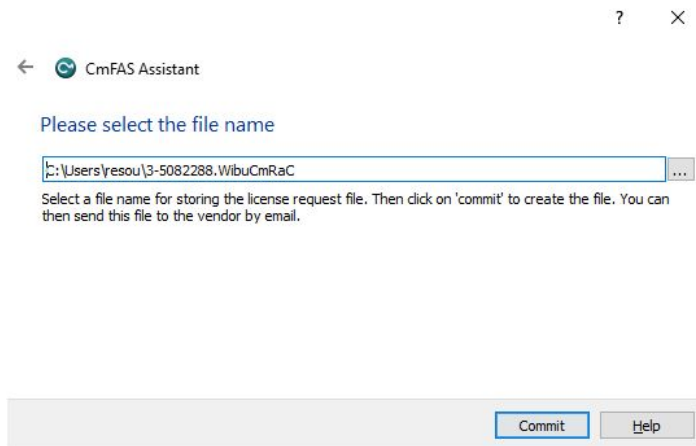 ?
CmFAS Assistant
Please select the file name
C:\Users\resou\3-5082288.WibuCmRaC
...
Select a file name for storing the license request file. Then click on 'commit' to create the file. You can
then send this file to the vendor by email.
Commit
Help